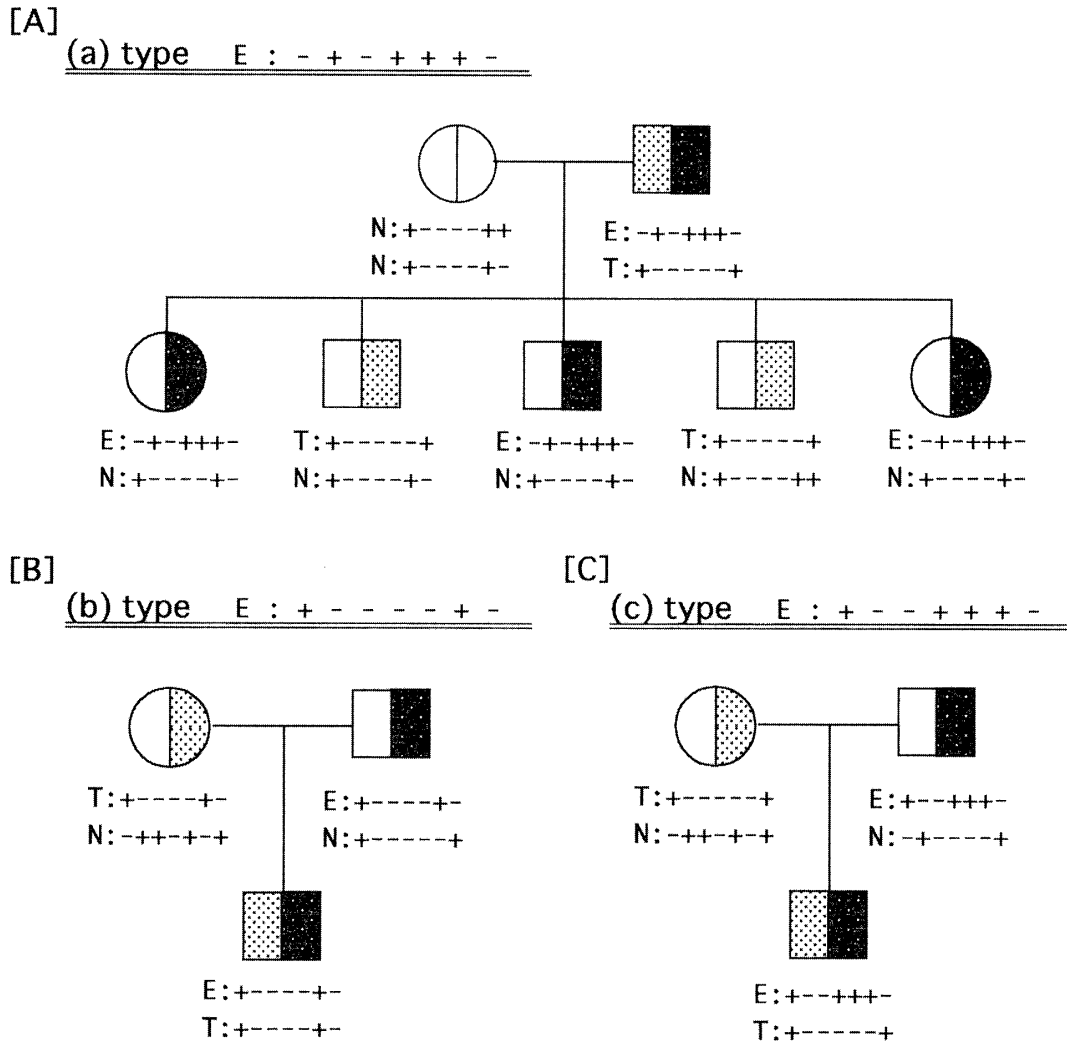 [A]
(a) type E : - + - + + + -
N:+----++ E:-+-+++-
N:+----+- T:+-----+
E:-+-+++- T:+-----+ E:-+-+++- T:+-----+ E:-+-+++-
N:+----+- N:+----+- N:+----+- N:+----++ N:+----+-
[B] [C]
(b) type E : + - - - - + - (c) type E : + - - + + + -
T:+----+- E:+----+- T:+-----+ E:+--+++-
N:-++-+-+ N:+-----+ N:-++-+-+ N:-+----+
E:+----+- E:+--+++-
T:+----+- T:+-----+